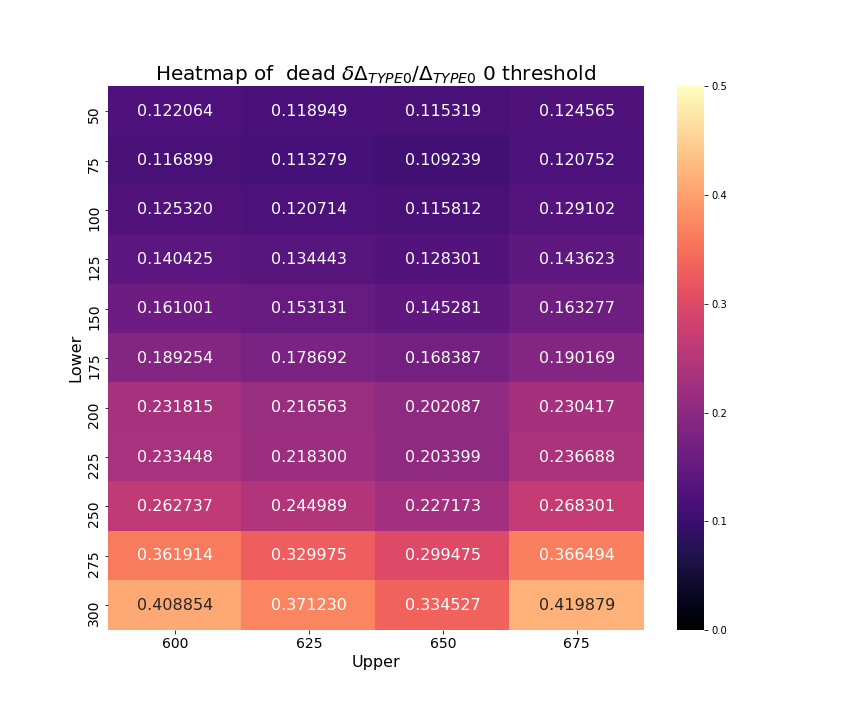 Heatmap of  dead δΔ_TYPE0/Δ_TYPE0 0 threshold
50 0.122064 0.118949 0.115319 0.124565
75 0.116899 0.113279 0.109239 0.120752
100 0.125320 0.120714 0.115812 0.129102
125 0.140425 0.134443 0.128301 0.143623
150 0.161001 0.153131 0.145281 0.163277
175 0.189254 0.178692 0.168387 0.190169
200 0.231815 0.216563 0.202087 0.230417
225 0.233448 0.218300 0.203399 0.236688
250 0.262737 0.244989 0.227173 0.268301
275 0.361914 0.329975 0.299475 0.366494
300 0.408854 0.371230 0.334527 0.419879
600 625 650 675
Upper
Lower
0.5
0.4
0.3
0.2
0.1
0.0